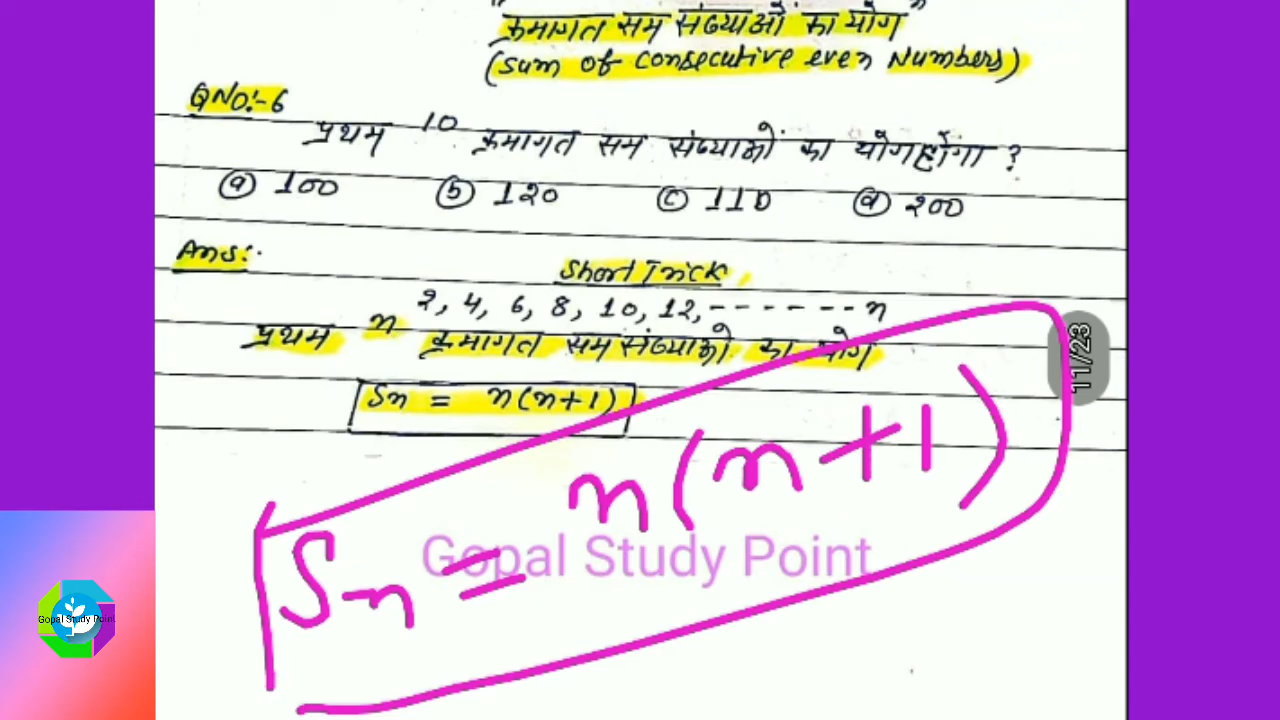 क्रमागत सम संख्याओं का योग"
(Sum of Consecutive even Numbers)
QNO:-6
प्रथम 10 क्रमागत सम संख्याओं का योग होंगा ?
(a) 100 (b) 120 (c) 110 (d) 200
Ans:-
Short Trick
2, 4, 6, 8, 10, 12, ------- n
प्रथम n क्रमागत सम संख्याओ का योग
Sn = n(n+1)
11/23
Sn = n(n+1)
Gopal Study Point
Gopal Study Point